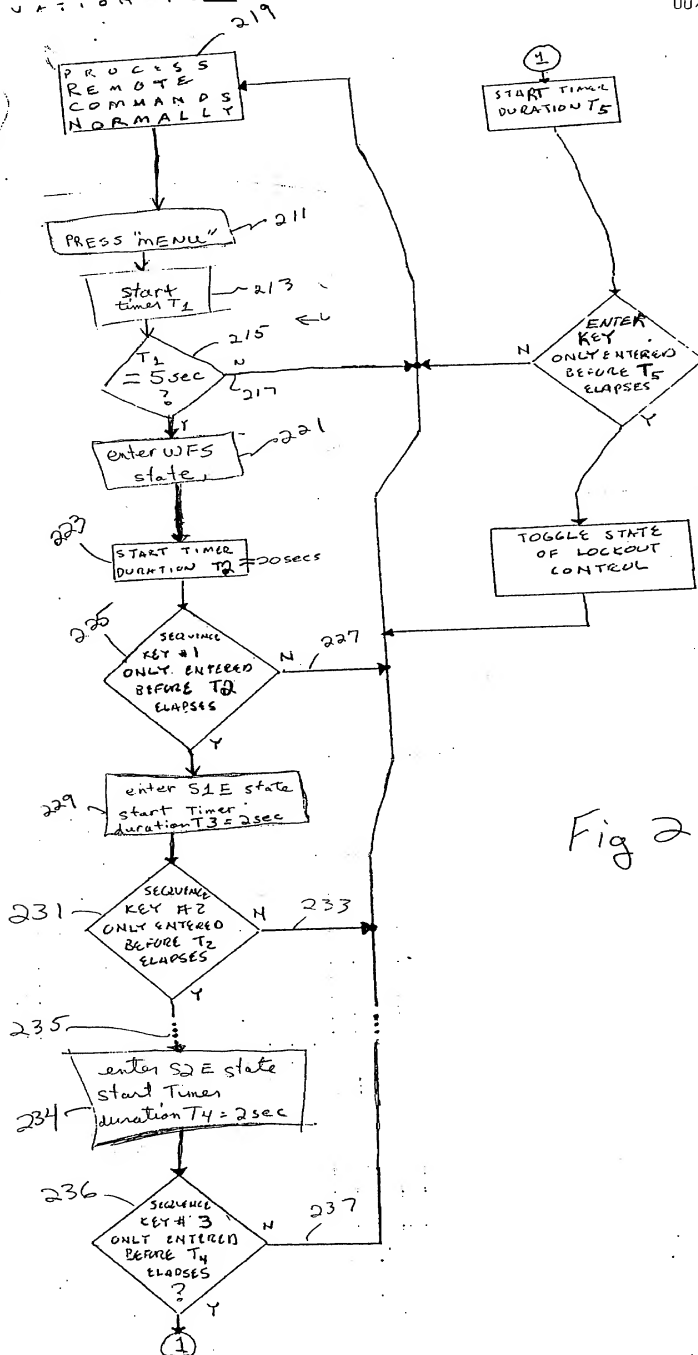 219
PROCESS
REMOTE
COMMANDS
NORMALLY
PRESS "MENU"
211
start
timer T1
213
T1
= 5 sec
?
215
N
217
Y
enter WFS
state
221
223
START TIMER
DURATION T2 = 20secs
225
SEQUENCE
KEY #1
ONLY ENTERED
BEFORE T2
ELAPSES
N
227
Y
229
enter S1E state
start Timer
duration T3 = 2sec
231
SEQUENCE
KEY #2
ONLY ENTERED
BEFORE T2
ELAPSES
N
233
Y
235
enter S2E state
start Timer
duration T4 = 2sec
234
236
SEQUENCE
KEY # 3
ONLY ENTERED
BEFORE T4
ELAPSES
?
N
237
Y
1
1
START TIMER
DURATION T5
ENTER
KEY
ONLY ENTERED
BEFORE T5
ELAPSES
N
Y
TOGGLE STATE
OF LOCKOUT
CONTROL
Fig 2